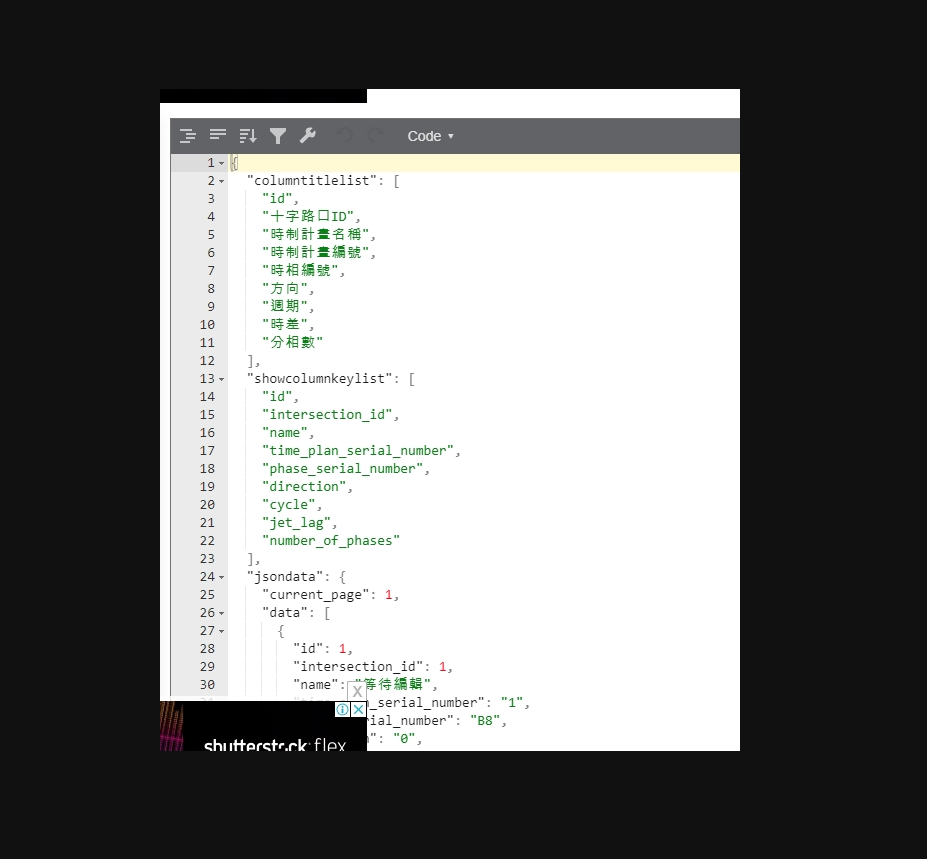 Code
1 {
2 "columntitlelist": [
3 "id",
4 "十字路口ID",
5 "時制計畫名稱",
6 "時制計畫編號",
7 "時相編號",
8 "方向",
9 "週期",
10 "時差",
11 "分相數"
12 ],
13 "showcolumnkeylist": [
14 "id",
15 "intersection_id",
16 "name",
17 "time_plan_serial_number",
18 "phase_serial_number",
19 "direction",
20 "cycle",
21 "jet_lag",
22 "number_of_phases"
23 ],
24 "jsondata": {
25 "current_page": 1,
26 "data": [
27 {
28 "id": 1,
29 "intersection_id": 1,
30 "name": "等待編輯",
X
n_serial_number": "1",
rial_number": "B8",
": "0",
shutterstock:flex